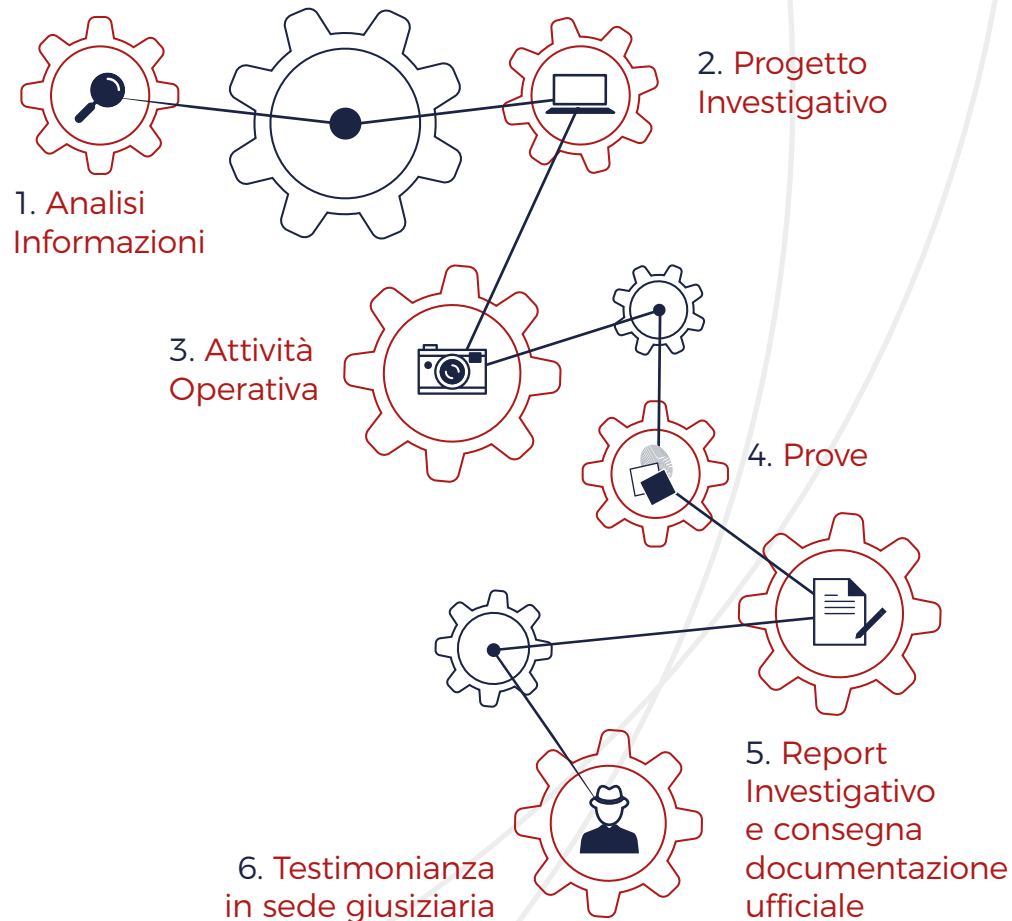 1. Analisi
Informazioni
2. Progetto
Investigativo
3. Attività
Operativa
4. Prove
5. Report
Investigativo
e consegna
documentazione
ufficiale
6. Testimonianza
in sede giusiziaria